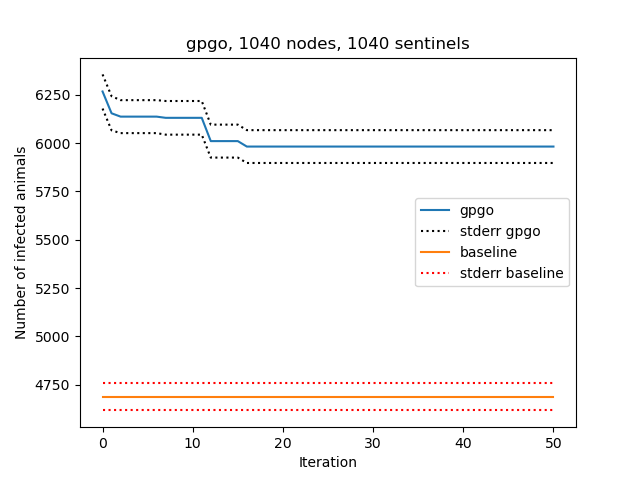 gpgo, 1040 nodes, 1040 sentinels
Number of infected animals
6250
6000
5750
5500
5250
5000
4750
gpgo
stderr gpgo
baseline
stderr baseline
0 10 20 30 40 50
Iteration